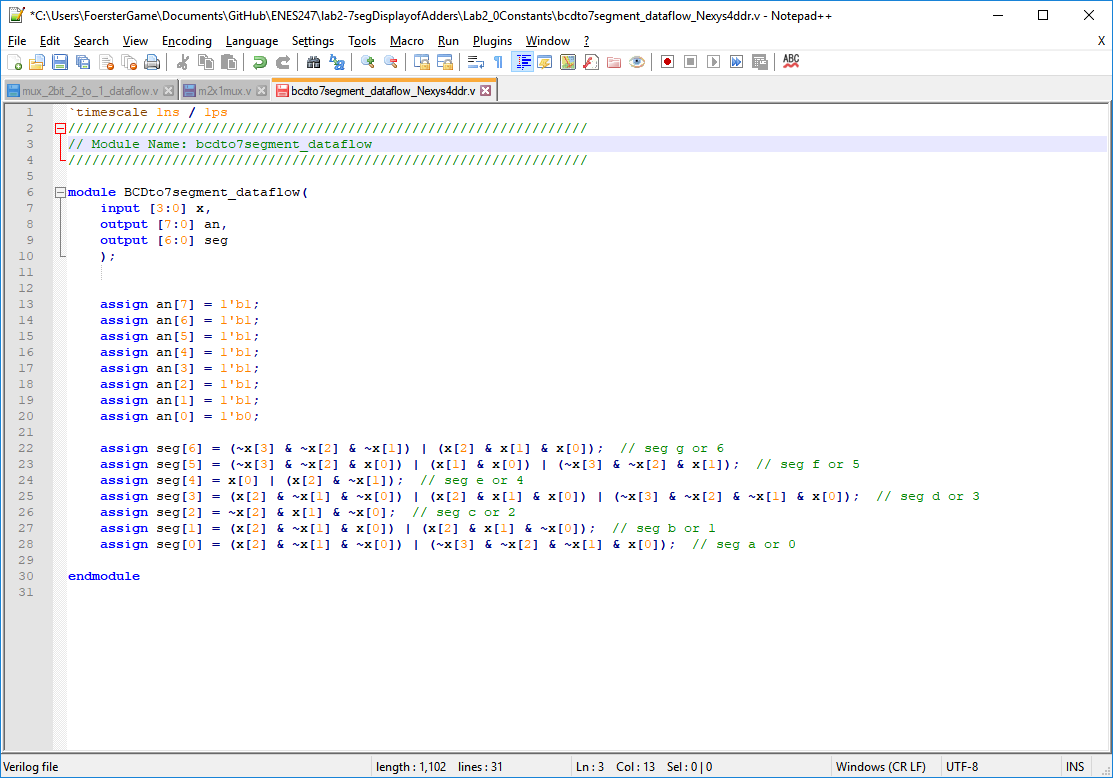 *C:\Users\FoersterGame\Documents\GitHub\ENES247\lab2-7segDisplayofAdders\Lab2_0Constants\bcdto7segment_dataflow_Nexys4ddr.v - Notepad++
File Edit Search View Encoding Language Settings Tools Macro Run Plugins Window ? X
ABC
mux_2bit_2_to_1_dataflow.v m2x1mux.v bcdto7segment_dataflow_Nexys4ddr.v
1 `timescale 1ns / 1ps
2 /////////////////////////////////////////////////////////////////
3 // Module Name: bcdto7segment_dataflow
4 /////////////////////////////////////////////////////////////////
5
6 module BCDto7segment_dataflow(
7 input [3:0] x,
8 output [7:0] an,
9 output [6:0] seg
10 );
11
12
13 assign an[7] = 1'b1;
14 assign an[6] = 1'b1;
15 assign an[5] = 1'b1;
16 assign an[4] = 1'b1;
17 assign an[3] = 1'b1;
18 assign an[2] = 1'b1;
19 assign an[1] = 1'b1;
20 assign an[0] = 1'b0;
21
22 assign seg[6] = (~x[3] & ~x[2] & ~x[1]) | (x[2] & x[1] & x[0]); // seg g or 6
23 assign seg[5] = (~x[3] & ~x[2] & x[0]) | (x[1] & x[0]) | (~x[3] & ~x[2] & x[1]); // seg f or 5
24 assign seg[4] = x[0] | (x[2] & ~x[1]); // seg e or 4
25 assign seg[3] = (x[2] & ~x[1] & ~x[0]) | (x[2] & x[1] & x[0]) | (~x[3] & ~x[2] & ~x[1] & x[0]); // seg d or 3
26 assign seg[2] = ~x[2] & x[1] & ~x[0]; // seg c or 2
27 assign seg[1] = (x[2] & ~x[1] & x[0]) | (x[2] & x[1] & ~x[0]); // seg b or 1
28 assign seg[0] = (x[2] & ~x[1] & ~x[0]) | (~x[3] & ~x[2] & ~x[1] & x[0]); // seg a or 0
29
30 endmodule
31
Verilog file length : 1,102 lines : 31 Ln : 3 Col : 13 Sel : 0 | 0 Windows (CR LF) UTF-8 INS